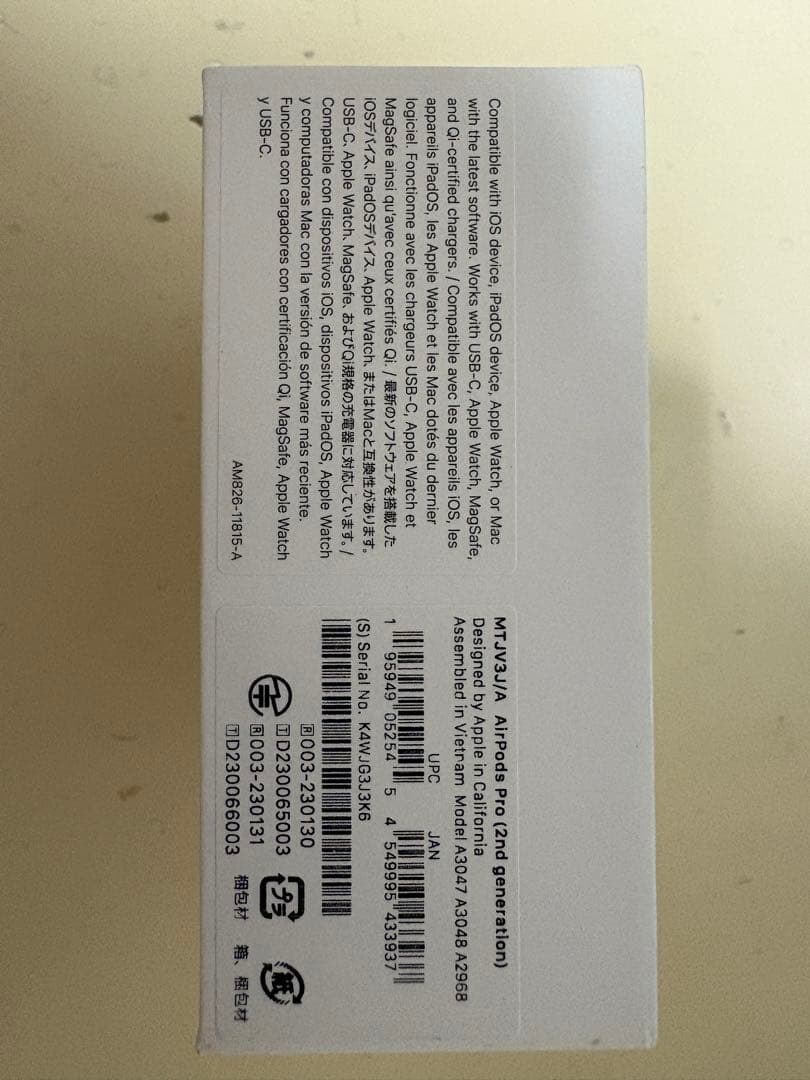 Compatible with iOS device, iPadOS device, Apple Watch, or Mac
with the latest software. Works with USB-C, Apple Watch, MagSafe,
and Qi-certified chargers. / Compatible avec les appareils iOS, les
appareils iPadOS, les Apple Watch et les Mac dotés du dernier
logiciel. Fonctionne avec les chargeurs USB-C, Apple Watch et
MagSafe ainsi qu'avec ceux certifiés Qi. / 最新のソフトウェアを搭載した
iOSデバイス、iPadOSデバイス、Apple Watch、またはMacと互換性があります。
USB-C、Apple Watch、MagSafe、およびQi規格の充電器に対応しています。/
Compatible con dispositivos iOS, dispositivos iPadOS, Apple Watch
y computadoras Mac con la versión de software más reciente.
Funciona con cargadores con certificación Qi, MagSafe, Apple Watch
y USB-C.
AM826-11815-A
MTJV3J/A AirPods Pro (2nd generation)
Designed by Apple in California
Assembled in Vietnam Model A3047 A3048 A2968
UPC
JAN
1 95949 05254 5
4 549995 433937
(S) Serial No. K4WJG3J3K6
R 003-230130
T D230065003
R 003-230131
T D230066003
プラ
梱包材
紙
箱、梱包材